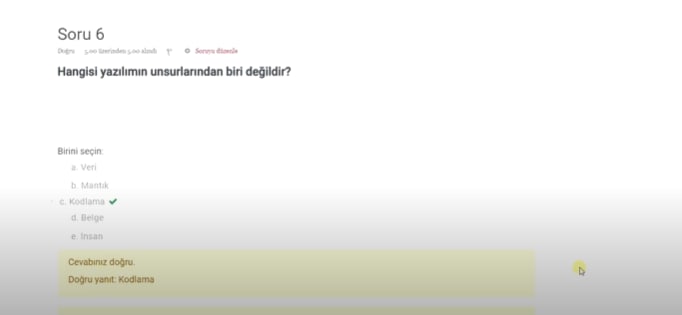 Soru 6
Doğru 5,00 üzerinden 5,00 alındı Soruyu düzenle
Hangisi yazılımın unsurlarından biri değildir?
Birini seçin:
a. Veri
b. Mantık
c. Kodlama
d. Belge
e. İnsan
Cevabınız doğru.
Doğru yanıt: Kodlama